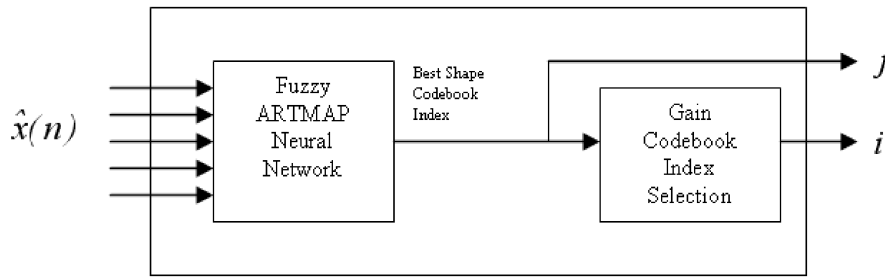 x̂(n)
Fuzzy
ARTMAP
Neural
Network
Best Shape
Codebook
Index
Gain
Codebook
Index
Selection
j
i